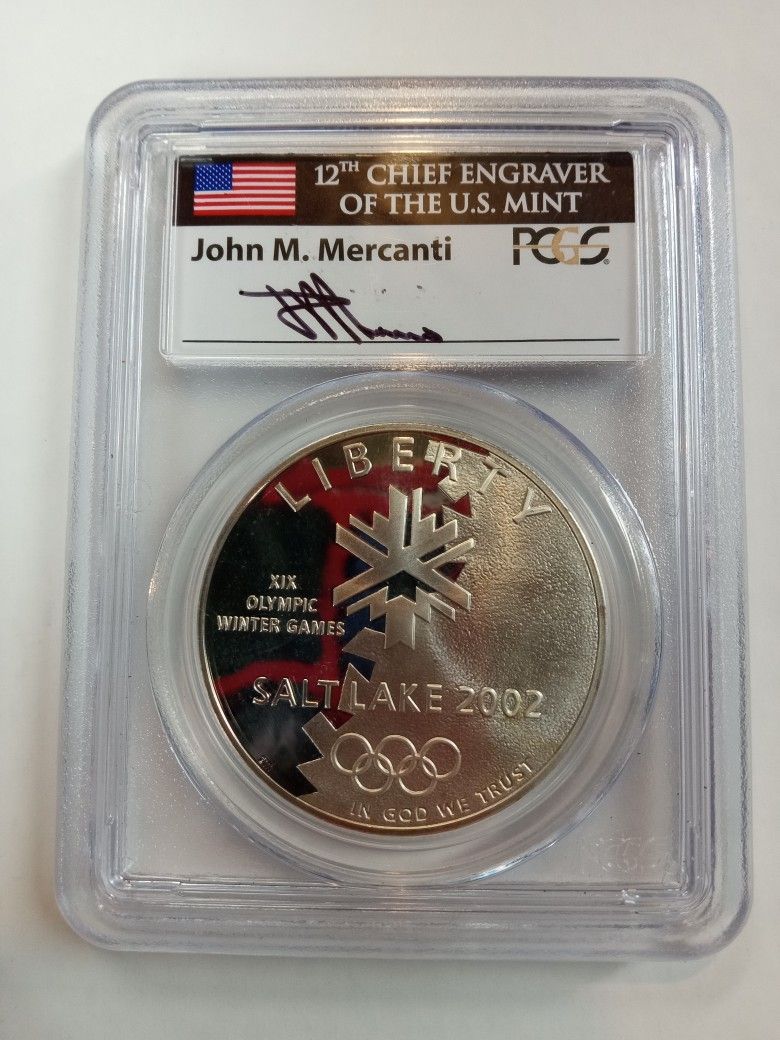 12TH CHIEF ENGRAVER
OF THE U.S. MINT
John M. Mercanti
PCGS
LIBERTY
XIX
OLYMPIC
WINTER GAMES
SALT LAKE 2002
IN GOD WE TRUST